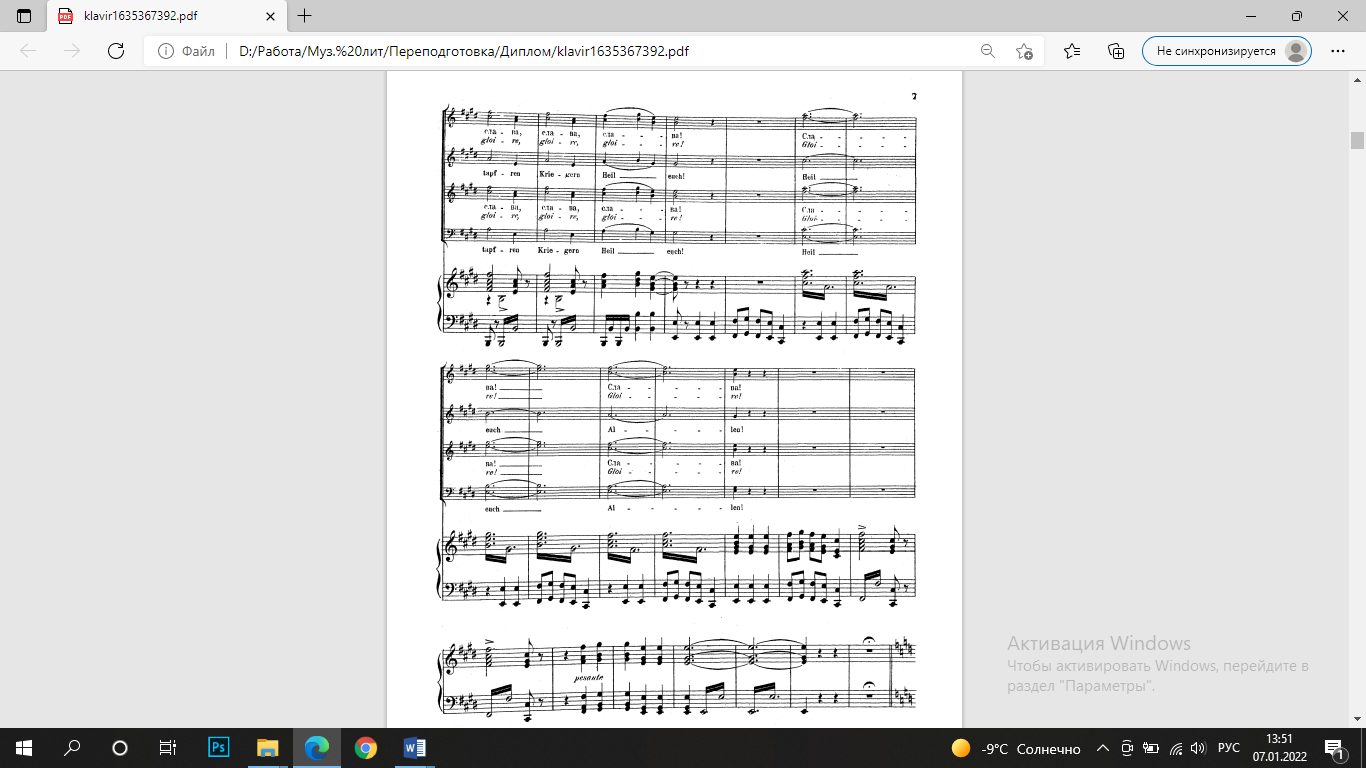 klavir1635367392.pdf
Файл
D:/Работа/Муз.%20лит/Переподготовка/Диплом/klavir1635367392.pdf
Не синхронизируется
7
сла - ва, сла - ва, сла - - - ва! Сла - - - - -
gloi - re, gloi - re, gloi - - - re! Gloi - - - - -
tapf - ren Krie - gern Heil euch! Heil
сла - ва, сла - ва, сла - - - ва! Сла - - - - -
gloi - re, gloi - re, gloi - - - re! Gloi - - - - -
tapf - ren Krie - gern Heil euch! Heil
ва! Сла - - - - - ва!
re! Gloi - - - - - re!
euch Al - - - - - len!
ва! Сла - - - - - ва!
re! Gloi - - - - - re!
euch Al - - - - - len!
pesante
Активация Windows
Чтобы активировать Windows, перейдите в
раздел "Параметры".
Ps
-9°C Солнечно
РУС
13:51
07.01.2022
1